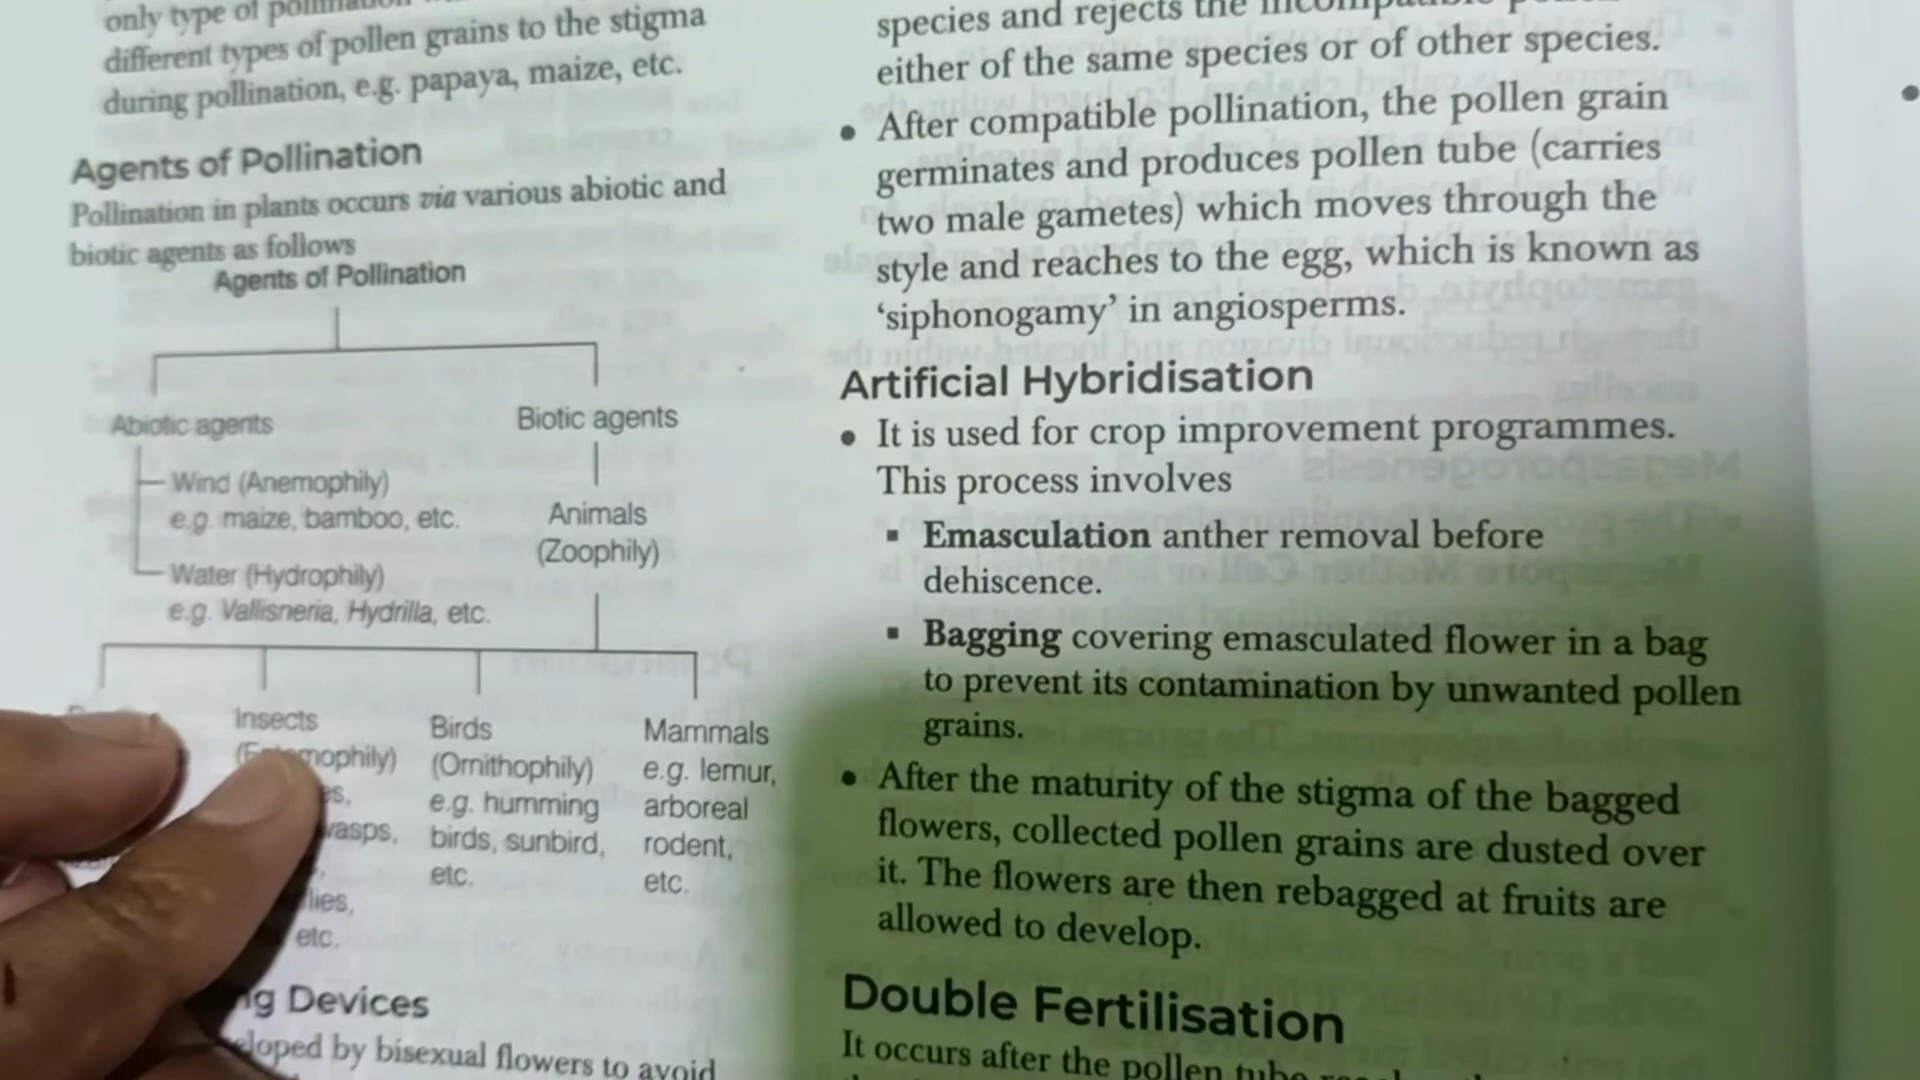 only type of
different types of pollen grains to the stigma
during pollination, e.g. papaya, maize, etc.
Agents of Pollination
Pollination in plants occurs via various abiotic and
biotic agents as follows
Agents of Pollination
Abiotic agents
Biotic agents
Wind (Anemophily)
e.g. maize, bamboo, etc.
Water (Hydrophily)
e.g. Vallisneria, Hydrilla, etc.
Animals
(Zoophily)
Insects
etc.
Birds
(Ornithophily)
e.g. humming
birds, sunbird,
etc.
Mammals
e.g. lemur,
arboreal
rodent,
etc.
Devices
by bisexual flowers to avoid
species and rejects the
either of the same species or of other species.
• After compatible pollination, the pollen grain
germinates and produces pollen tube (carries
two male gametes) which moves through the
style and reaches to the egg, which is known as
‘siphonogamy’ in angiosperms.
Artificial Hybridisation
• It is used for crop improvement programmes.
This process involves
▪ Emasculation anther removal before
dehiscence.
▪ Bagging covering emasculated flower in a bag
to prevent its contamination by unwanted pollen
grains.
• After the maturity of the stigma of the bagged
flowers, collected pollen grains are dusted over
it. The flowers are then rebagged at fruits are
allowed to develop.
Double Fertilisation
It occurs after the pollen tube